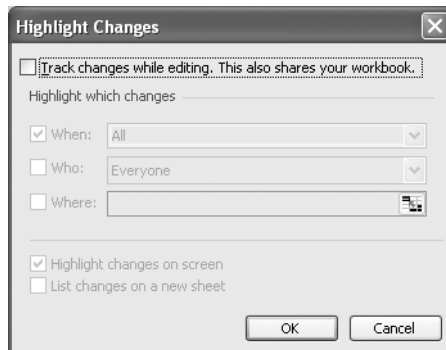 Highlight Changes
Track changes while editing. This also shares your workbook.
Highlight which changes
When: All
Who: Everyone
Where:
Highlight changes on screen
List changes on a new sheet
OK Cancel